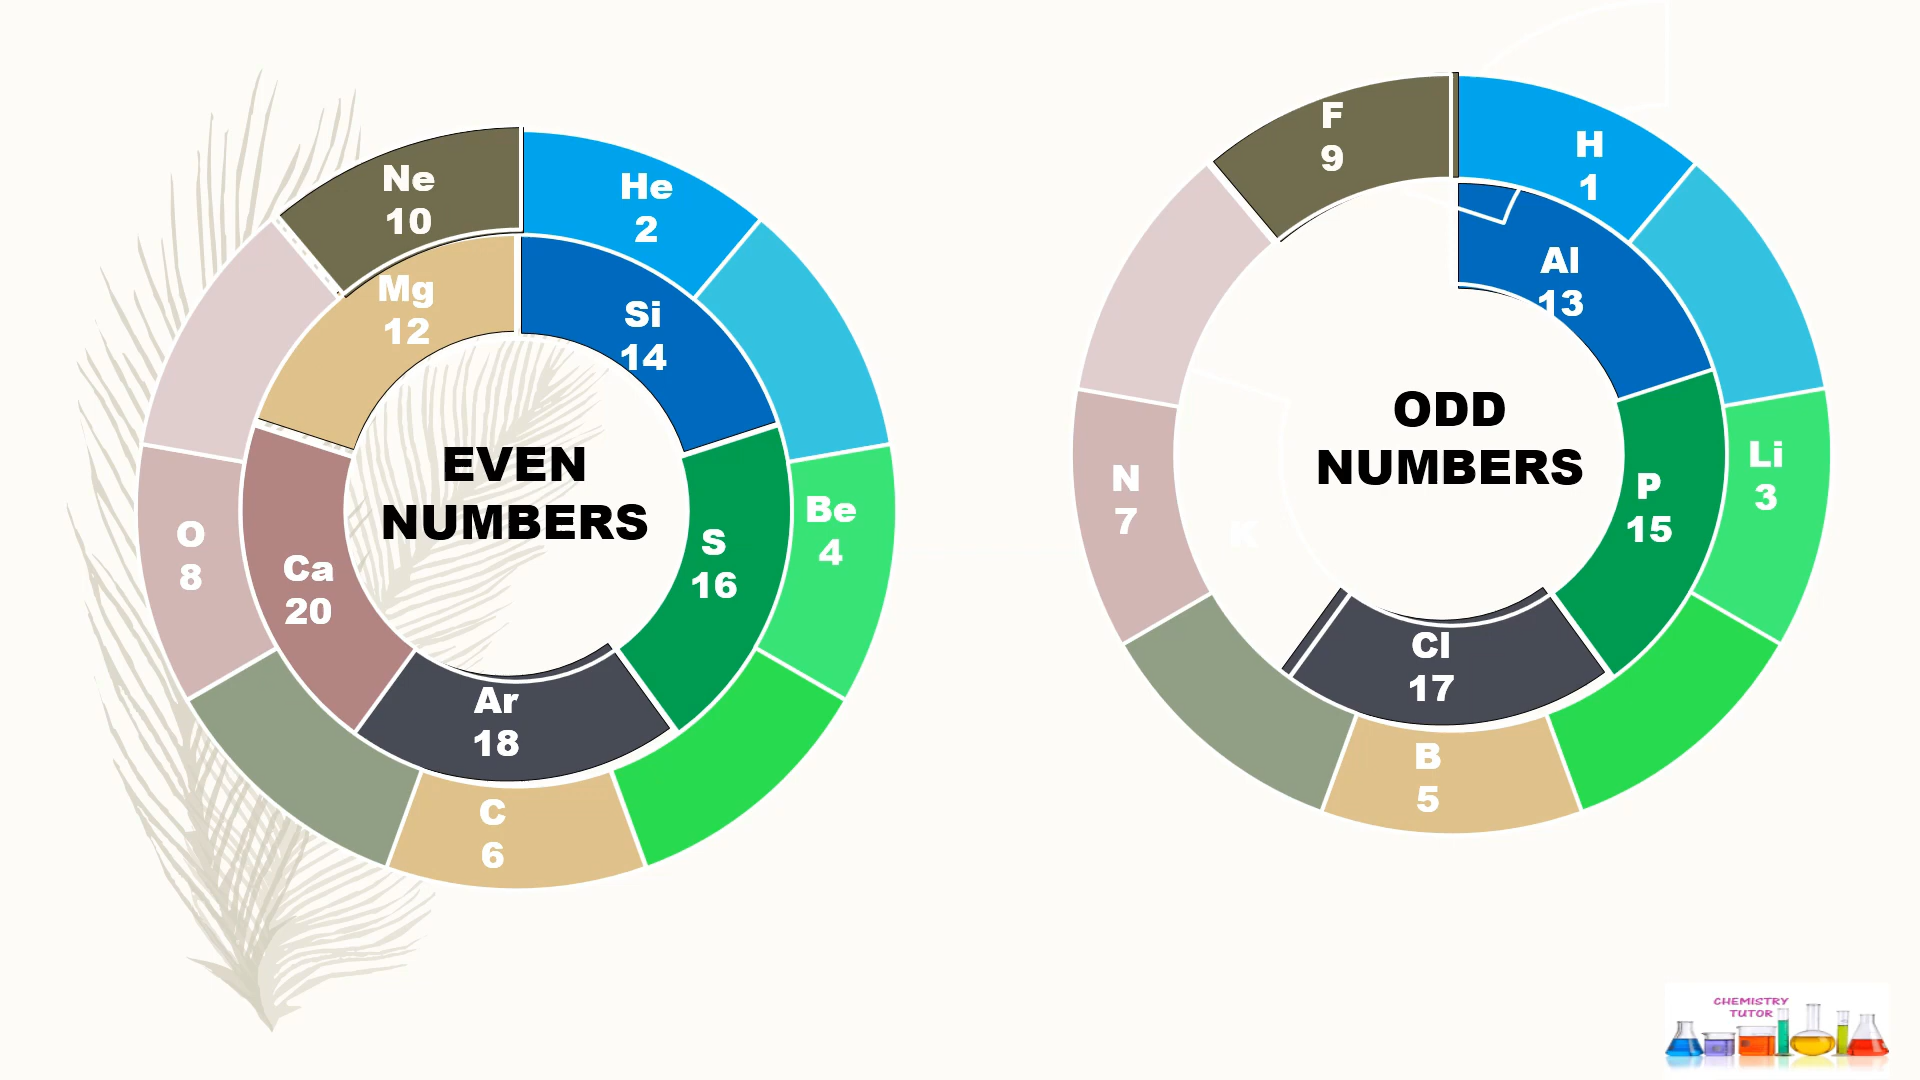 Ne
10
He
2
Mg
12
Si
14
EVEN
NUMBERS
Be
4
O
8
Ca
20
S
16
Ar
18
C
6
F
9
H
1
Al
13
ODD
NUMBERS
Li
3
N
7
P
15
K
Cl
17
B
5
CHEMISTRY
TUTOR